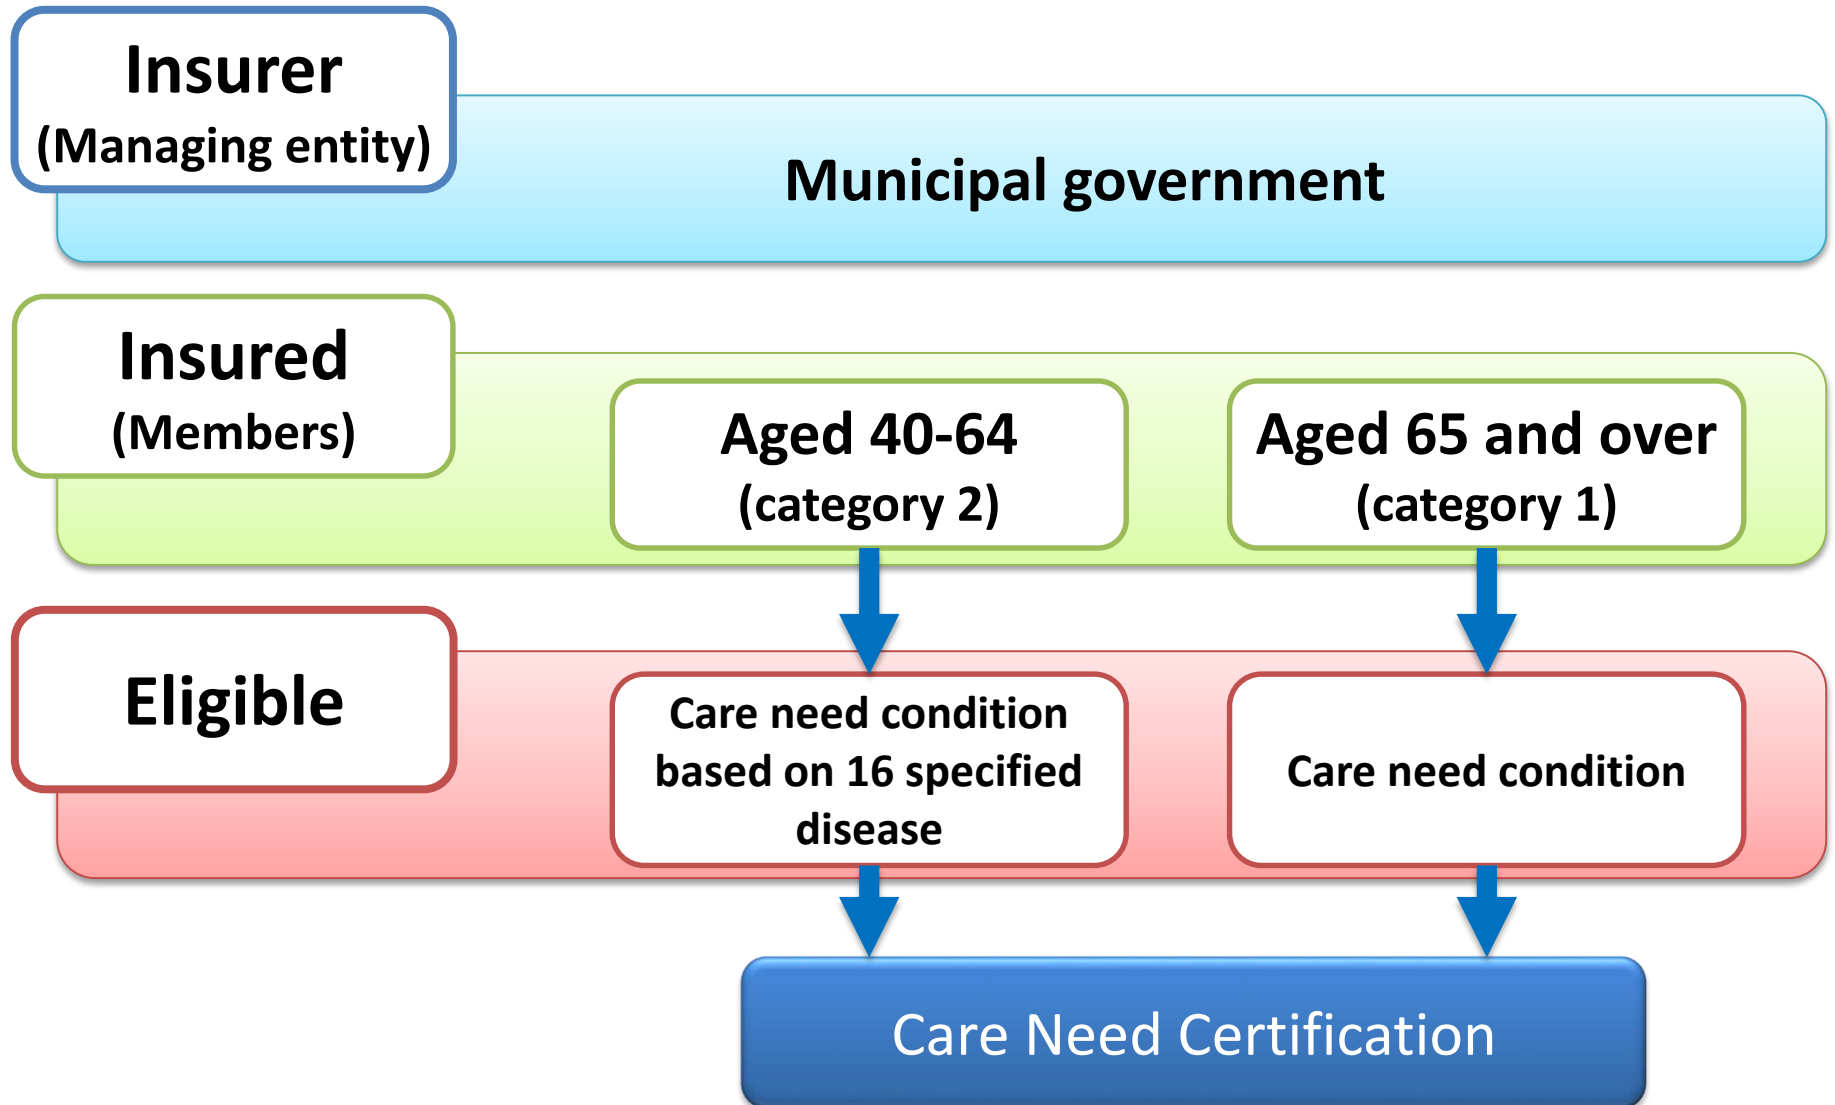 Insurer
(Managing entity)
Municipal government
Insured
(Members)
Aged 40-64
(category 2)
Aged 65 and over
(category 1)
Eligible
Care need condition
based on 16 specified
disease
Care need condition
Care Need Certification